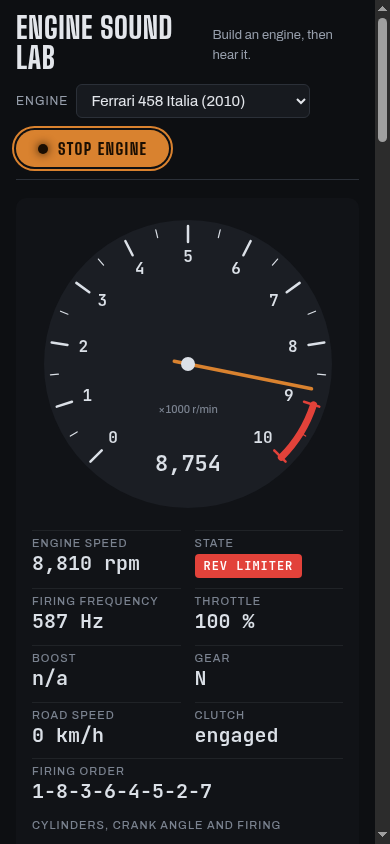 ENGINE SOUND
LAB
Build an engine, then
hear it.
ENGINE
Ferrari 458 Italia (2010)
STOP ENGINE
0
1
2
3
4
5
6
7
8
9
10
×1000 r/min
8,754
ENGINE SPEED
8,810 rpm
STATE
REV LIMITER
FIRING FREQUENCY
587 Hz
THROTTLE
100 %
BOOST
n/a
GEAR
N
ROAD SPEED
0 km/h
CLUTCH
engaged
FIRING ORDER
1-8-3-6-4-5-2-7
CYLINDERS, CRANK ANGLE AND FIRING